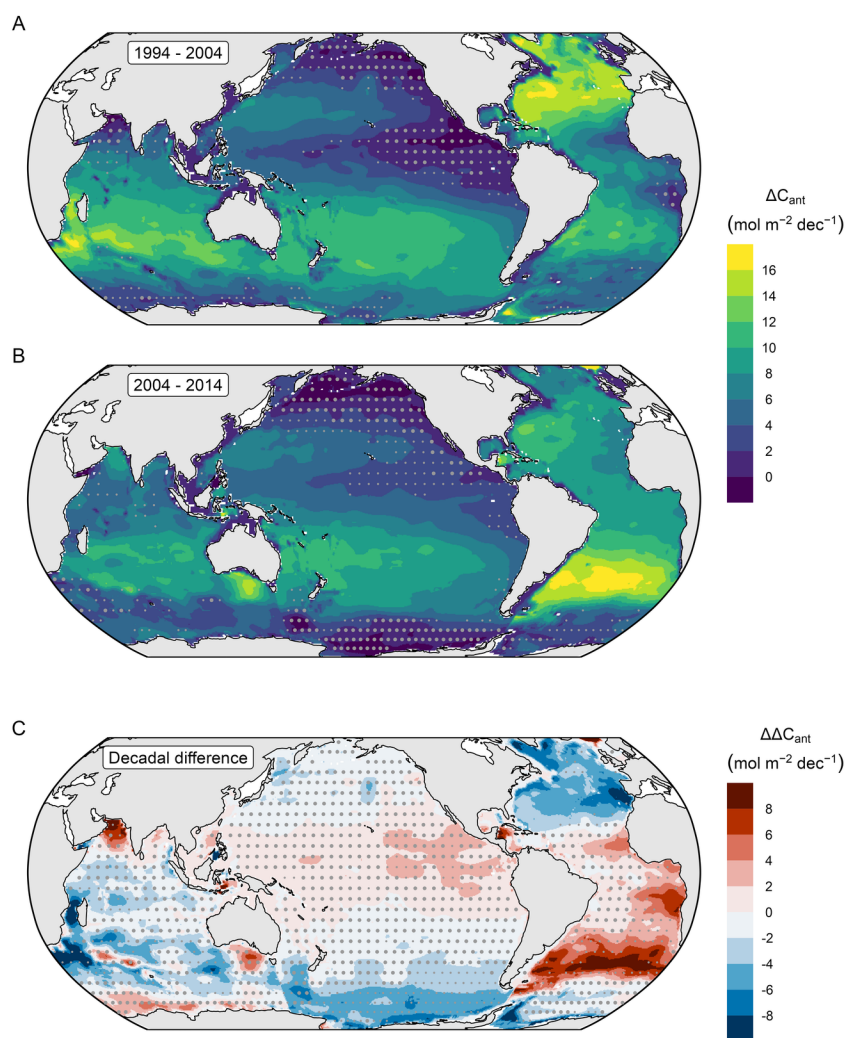 A
1994 - 2004
ΔCant
(mol m−2 dec−1)
16
14
12
10
8
6
4
2
0
B
2004 - 2014
C
Decadal difference
ΔΔCant
(mol m−2 dec−1)
8
6
4
2
0
-2
-4
-6
-8